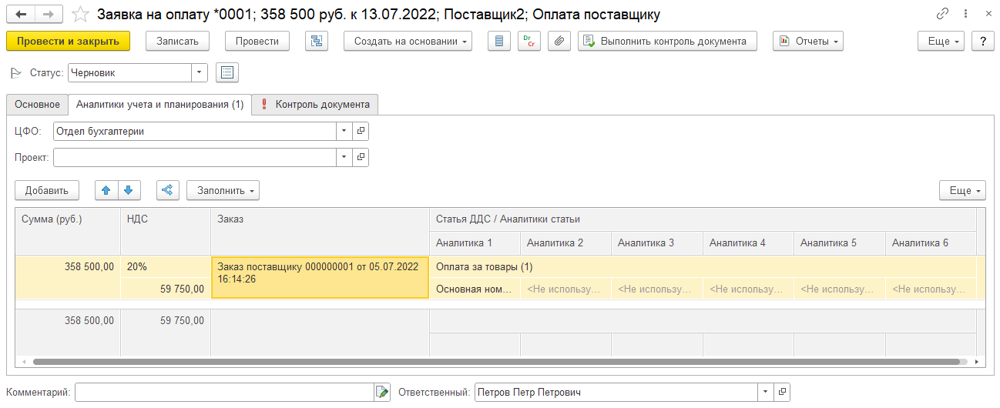 Заявка на оплату *0001; 358 500 руб. к 13.07.2022; Поставщик2; Оплата поставщику
Провести и закрыть Записать Провести Создать на основании Dr Cr Выполнить контроль документа Отчеты Еще ?
Статус: Черновик
Основное Аналитики учета и планирования (1) Контроль документа
ЦФО: Отдел бухгалтерии
Проект:
Добавить Заполнить Еще
Сумма (руб.) НДС Заказ Статья ДДС / Аналитики статьи
Аналитика 1 Аналитика 2 Аналитика 3 Аналитика 4 Аналитика 5 Аналитика 6
358 500,00 20% Заказ поставщику 000000001 от 05.07.2022 Оплата за товары (1)
16:14:26
59 750,00 Основная ном... <Не использу... <Не использу... <Не использу... <Не использу... <Не использу...
358 500,00 59 750,00
Комментарий: Ответственный: Петров Петр Петрович